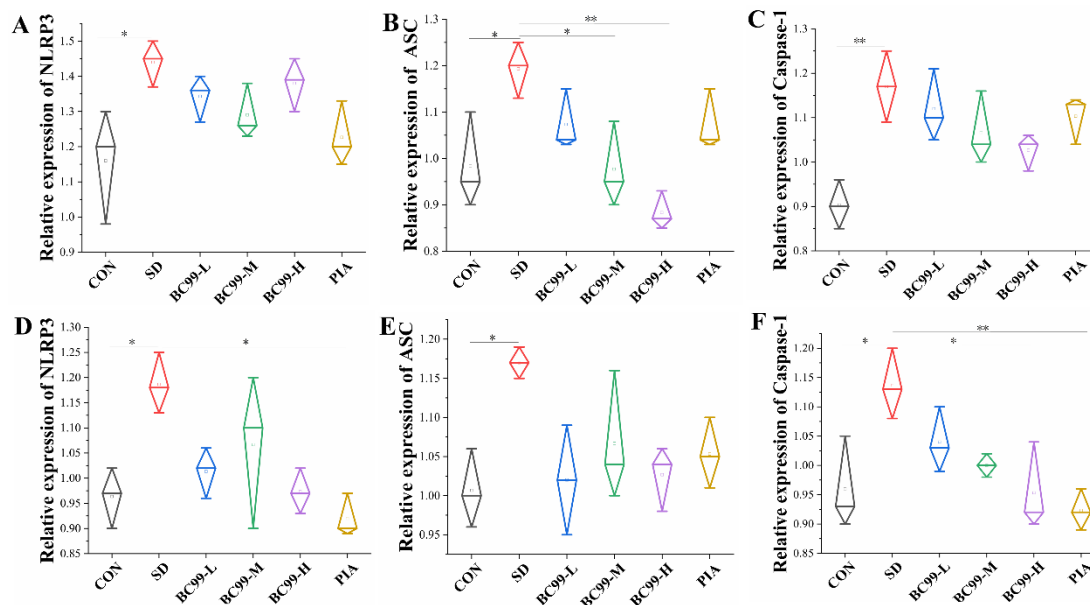 A
Relative expression of NLRP3
1.5
1.4
1.3
1.2
1.1
1.0
0.9
*
CON
SD
BC99-L
BC99-M
BC99-H
PIA
B
Relative expression of ASC
1.3
1.2
1.1
1.0
0.9
0.8
*
*
**
CON
SD
BC99-L
BC99-M
BC99-H
PIA
C
Relative expression of Caspase-1
1.3
1.2
1.1
1.0
0.9
0.8
**
CON
SD
BC99-L
BC99-M
BC99-H
PIA
D
Relative expression of NLRP3
1.30
1.25
1.20
1.15
1.10
1.05
1.00
0.95
0.90
0.85
*
*
CON
SD
BC99-L
BC99-M
BC99-H
PIA
E
Relative expression of ASC
1.20
1.15
1.10
1.05
1.00
0.95
*
CON
SD
BC99-L
BC99-M
BC99-H
PIA
F
Relative expression of Caspase-1
1.20
1.15
1.10
1.05
1.00
0.95
0.90
0.85
*
*
**
CON
SD
BC99-L
BC99-M
BC99-H
PIA